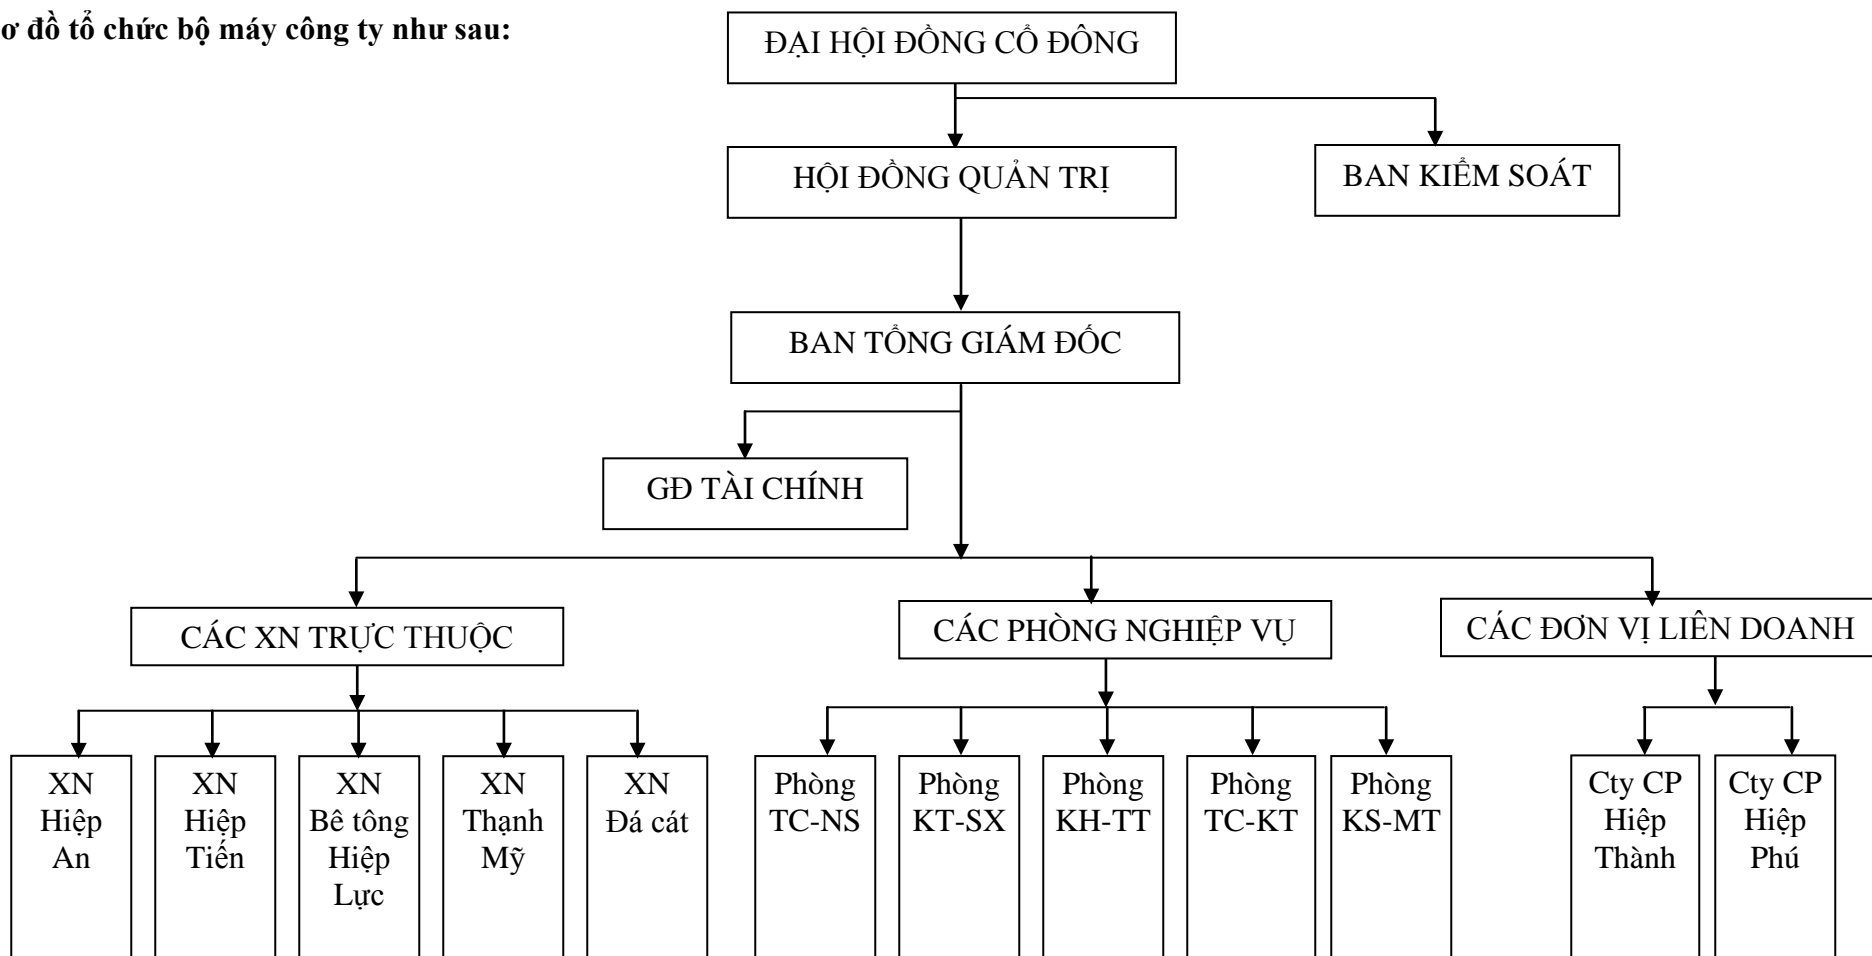 ơ đồ tổ chức bộ máy công ty như sau:
ĐẠI HỘI ĐỒNG CỔ ĐÔNG
HỘI ĐỒNG QUẢN TRỊ
BAN KIỂM SOÁT
BAN TỔNG GIÁM ĐỐC
GĐ TÀI CHÍNH
CÁC XN TRỰC THUỘC
CÁC PHÒNG NGHIỆP VỤ
CÁC ĐƠN VỊ LIÊN DOANH
XN
Hiệp
An
XN
Hiệp
Tiến
XN
Bê tông
Hiệp
Lực
XN
Thạnh
Mỹ
XN
Đá cát
Phòng
TC-NS
Phòng
KT-SX
Phòng
KH-TT
Phòng
TC-KT
Phòng
KS-MT
Cty CP
Hiệp
Thành
Cty CP
Hiệp
Phú